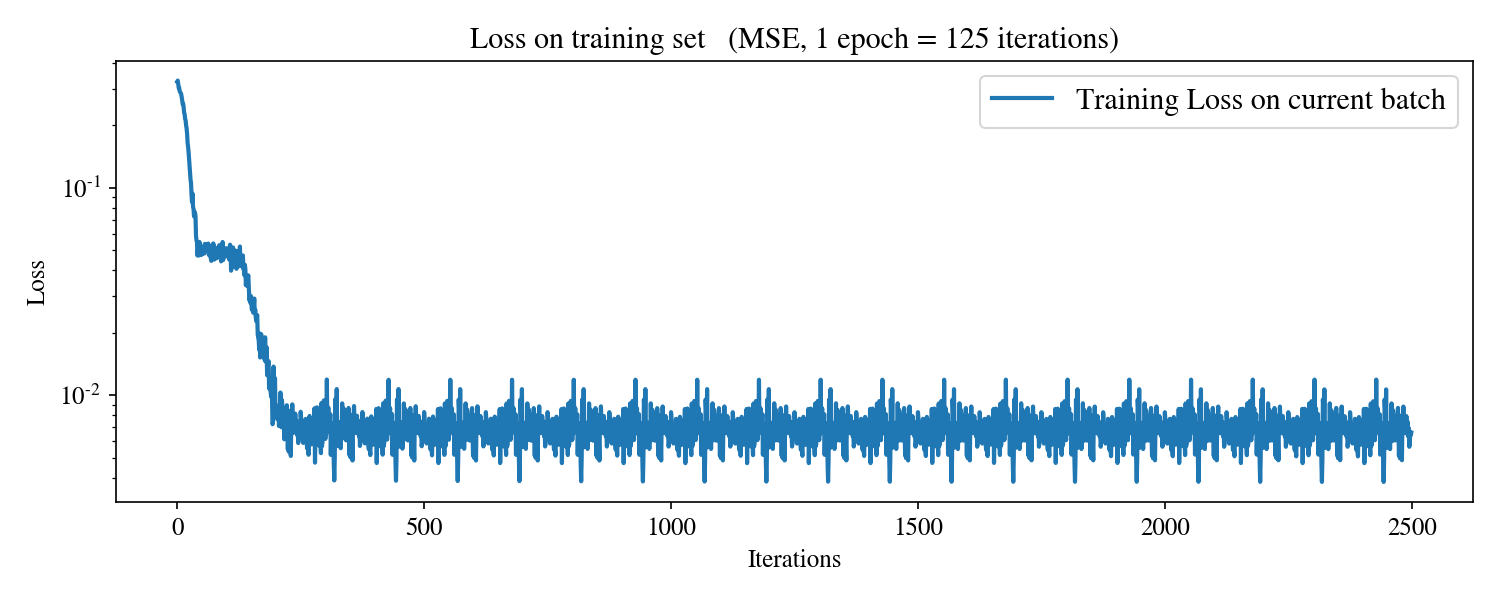 Loss on training set (MSE, 1 epoch = 125 iterations)
Training Loss on current batch
Loss
10-1
10-2
0 500 1000 1500 2000 2500
Iterations